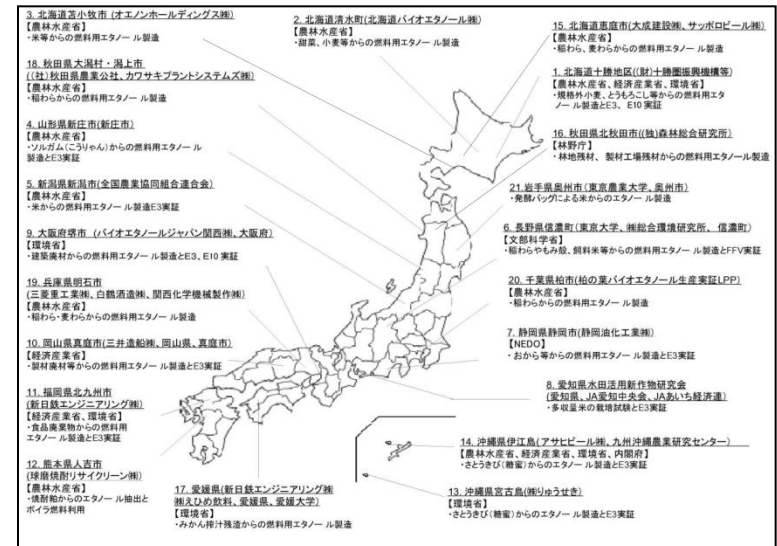 3. 北海道苫小牧市 (オエノンホールディングス㈱)
【農林水産省】
・米等からの燃料用エタノール製造
2. 北海道清水町(北海道バイオエタノール㈱)
【農林水産省】
・甜菜、小麦等からの燃料用エタノール製造
15. 北海道恵庭市(大成建設㈱、サッポロビール㈱)
【農林水産省】
・稲わら、麦わらからの燃料用エタノール製造
18. 秋田県大潟村・潟上市
((社)秋田県農業公社、カワサキプラントシステムズ㈱)
【農林水産省】
・稲わらからの燃料用エタノール製造
1. 北海道十勝地区((財)十勝圏振興機構等)
【農林水産省、経済産業省、環境省】
・規格外小麦、とうもろこし等からの燃料用エタ
ノール製造とE3、E10実証
4. 山形県新庄市(新庄市)
【農林水産省】
・ソルガム(こうりゃん)からの燃料用エタノール
製造とE3実証
16. 秋田県北秋田市((独)森林総合研究所)
【林野庁】
・林地残材、製材工場残材からの燃料用エタノール製造
5. 新潟県新潟市(全国農業協同組合連合会)
【農林水産省】
・米からの燃料用エタノール製造E3実証
21. 岩手県奥州市(東京農業大学、奥州市)
・発酵バッグによる米からのエタノール製造
9. 大阪府堺市 (バイオエタノールジャパン関西㈱、大阪府)
【環境省】
・建築廃材からの燃料用エタノール製造とE3、E10実証
6. 長野県信濃町(東京大学、㈱総合環境研究所、信濃町)
【文部科学省】
・稲わらやもみ殻、飼料米等からの燃料用エタノール製造とFFV実証
19. 兵庫県明石市
(三菱重工業㈱、白鶴酒造㈱、関西化学機械製作㈱)
【農林水産省】
・稲わら・麦わらからの燃料用エタノール製造
20. 千葉県柏市(柏の葉バイオエタノール生産実証LPP)
【農林水産省】
・稲わらからの燃料用エタノール製造
10. 岡山県真庭市(三井造船㈱、岡山県、真庭市)
【経済産業省】
・製材廃材等からの燃料用エタノール製造とE3実証
7. 静岡県静岡市(静岡油化工業㈱)
【NEDO】
・おから等からの燃料用エタノール製造とE3実証
11. 福岡県北九州市
(新日鉄エンジニアリング㈱)
【経済産業省、環境省】
・食品廃棄物からの燃料用
エタノール製造とE3実証
8. 愛知県水田活用新作物研究会
(愛知県、JA愛知中央会、JAあいち経済連)
・多収量米の栽培試験とE3実証
12. 熊本県人吉市
(球磨焼酎リサイクリーン㈱)
【農林水産省】
・焼酎粕からのエタノール抽出と
ボイラ燃料利用
14. 沖縄県伊江島(アサヒビール㈱、九州沖縄農業研究センター)
【農林水産省、経済産業省、環境省、内閣府】
・さとうきび(糖蜜)からのエタノール製造とE3実証
17. 愛媛県(新日鉄エンジニアリング㈱
㈱えひめ飲料、愛媛県、愛媛大学)
【環境省】
・みかん搾汁残渣からの燃料用エタノール製造
13. 沖縄県宮古島(㈱りゅうせき)
【環境省】
・さとうきび(糖蜜)からのエタノール製造とE3実証